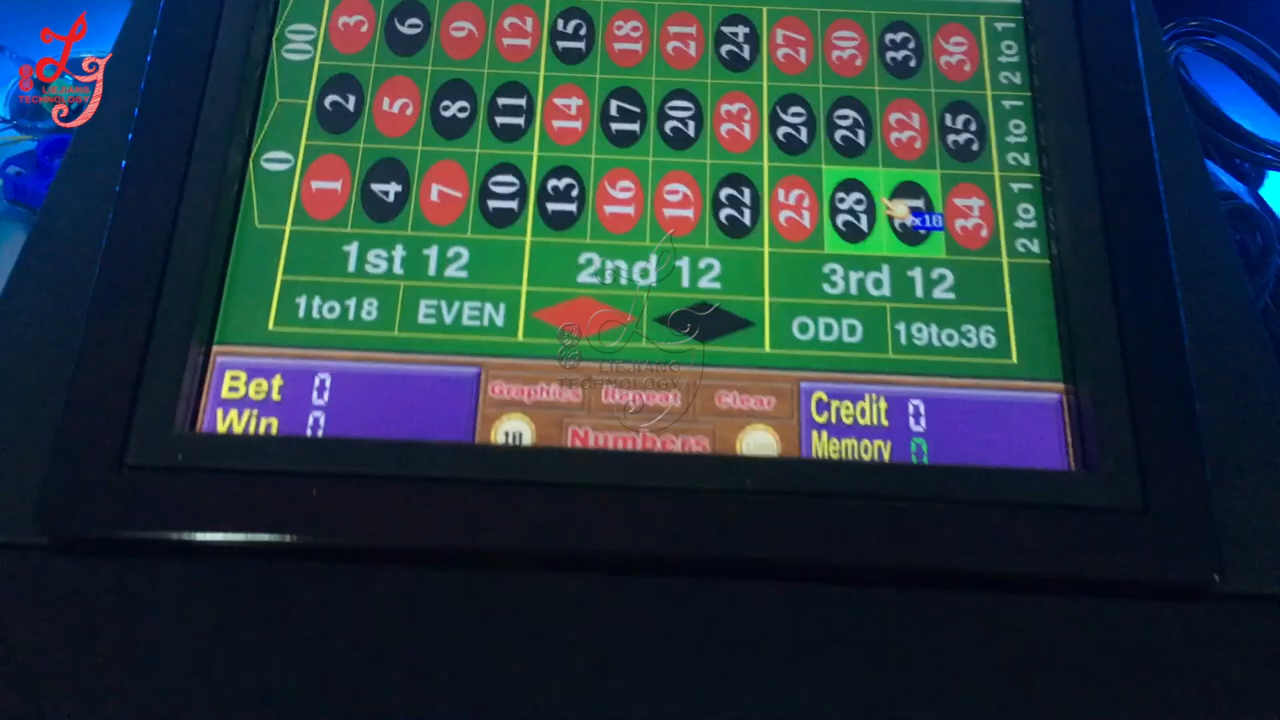 LIEJIANG
TECHNOLOGY
00 3 6 9 12 15 18 21 24 27 30 33 36 2 to 1
2 5 8 11 14 17 20 23 26 29 32 35 2 to 1
0 1 4 7 10 13 16 19 22 25 28 31 x18 34 2 to 1
1st 12 2nd 12 3rd 12
1to18 EVEN ODD 19to36
LIEJIANG
TECHNOLOGY
Bet 0 Graphics Repeat Clear Credit 0
Win 0 10 Numbers Memory 0